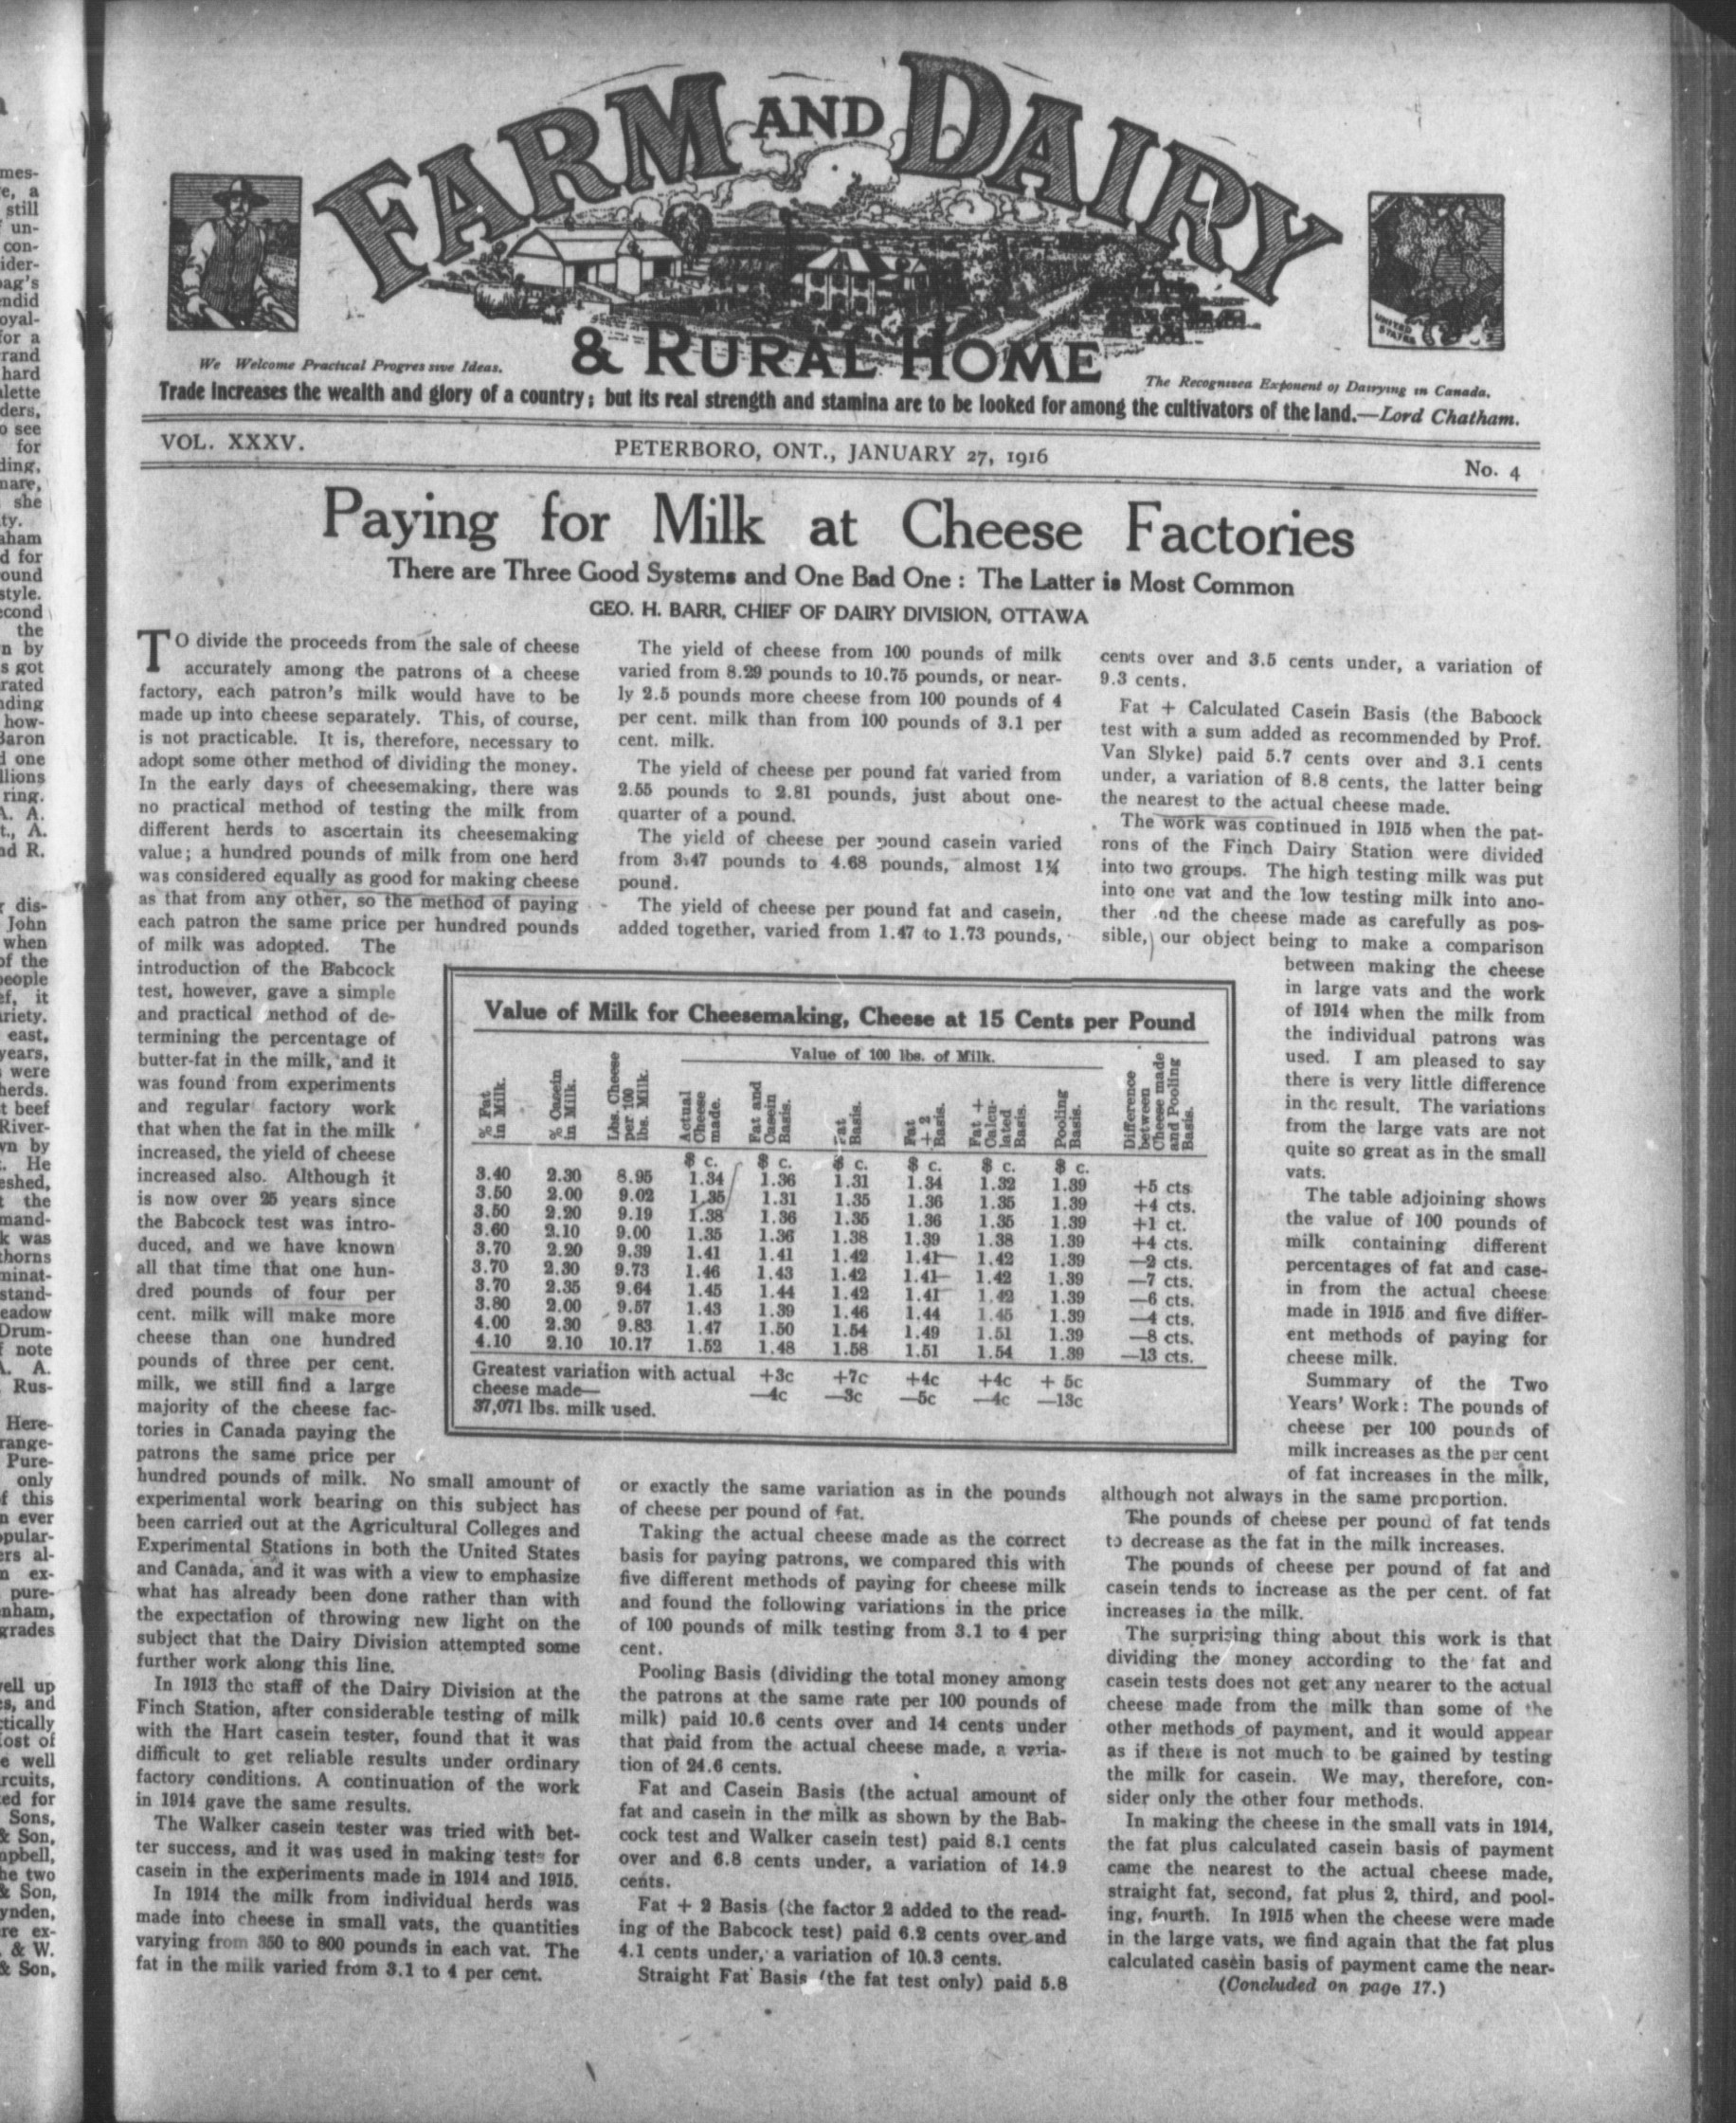 FARM AND DAIRY
& RURAL HOME
UNITED
STATES
We Welcome Practical Progressive Ideas.
The Recognized Exponent of Dairying in Canada.
Trade increases the wealth and glory of a country; but its real strength and stamina are to be looked for among the cultivators of the land.—Lord Chatham.
VOL. XXXV.
PETERBORO, ONT., JANUARY 27, 1916
No. 4
Paying for Milk at Cheese Factories
There are Three Good Systems and One Bad One: The Latter is Most Common
GEO. H. BARR, CHIEF OF DAIRY DIVISION, OTTAWA
TO divide the proceeds from the sale of cheese
accurately among the patrons of a cheese
factory, each patron's milk would have to be
made up into cheese separately. This, of course,
is not practicable. It is, therefore, necessary to
adopt some other method of dividing the money.
In the early days of cheesemaking, there was
no practical method of testing the milk from
different herds to ascertain its cheesemaking
value; a hundred pounds of milk from one herd
was considered equally as good for making cheese
as that from any other, so the method of paying
each patron the same price per hundred pounds
of milk was adopted. The
introduction of the Babcock
test, however, gave a simple
and practical method of de-
termining the percentage of
butter-fat in the milk, and it
was found from experiments
and regular factory work
that when the fat in the milk
increased, the yield of cheese
increased also. Although it
is now over 25 years since
the Babcock test was intro-
duced, and we have known
all that time that one hun-
dred pounds of four per
cent. milk will make more
cheese than one hundred
pounds of three per cent.
milk, we still find a large
majority of the cheese fac-
tories in Canada paying the
patrons the same price per
hundred pounds of milk. No small amount of
experimental work bearing on this subject has
been carried out at the Agricultural Colleges and
Experimental Stations in both the United States
and Canada, and it was with a view to emphasize
what has already been done rather than with
the expectation of throwing new light on the
subject that the Dairy Division attempted some
further work along this line.
In 1913 the staff of the Dairy Division at the
Finch Station, after considerable testing of milk
with the Hart casein tester, found that it was
difficult to get reliable results under ordinary
factory conditions. A continuation of the work
in 1914 gave the same results.
The Walker casein tester was tried with bet-
ter success, and it was used in making tests for
casein in the experiments made in 1914 and 1915.
In 1914 the milk from individual herds was
made into cheese in small vats, the quantities
varying from 350 to 800 pounds in each vat. The
fat in the milk varied from 3.1 to 4 per cent.
The yield of cheese from 100 pounds of milk
varied from 8.29 pounds to 10.75 pounds, or near-
ly 2.5 pounds more cheese from 100 pounds of 4
per cent. milk than from 100 pounds of 3.1 per
cent. milk.
The yield of cheese per pound fat varied from
2.55 pounds to 2.81 pounds, just about one-
quarter of a pound.
The yield of cheese per pound casein varied
from 3.47 pounds to 4.68 pounds, almost 1¼
pound.
The yield of cheese per pound fat and casein,
added together, varied from 1.47 to 1.73 pounds,
Value of Milk for Cheesemaking, Cheese at 15 Cents per Pound
Value of 100 lbs. of Milk.
% Fat in Milk. % Casein in Milk. Lbs. Cheese per 100 lbs. Milk. Actual Cheese made. Fat and Casein Basis. Fat Basis. Fat + 2 Basis. Fat + Calcu-lated Basis. Pooling Basis. Difference between Cheese made and Pooling Basis.
$ c. $ c. $ c. $ c. $ c. $ c.
3.40 2.30 8.95 1.34 1.36 1.31 1.34 1.32 1.39 +5 cts
3.50 2.00 9.02 1.35 1.31 1.35 1.36 1.35 1.39 +4 cts.
3.50 2.20 9.19 1.38 1.36 1.35 1.36 1.35 1.39 +1 ct.
3.60 2.10 9.00 1.35 1.36 1.38 1.39 1.38 1.39 +4 cts.
3.70 2.20 9.39 1.41 1.41 1.42 1.41 1.42 1.39 —2 cts.
3.70 2.30 9.73 1.46 1.43 1.42 1.41 1.42 1.39 —7 cts.
3.70 2.35 9.64 1.45 1.44 1.42 1.41 1.42 1.39 —6 cts.
3.80 2.00 9.57 1.43 1.39 1.46 1.44 1.45 1.39 —4 cts.
4.00 2.30 9.83 1.47 1.50 1.54 1.49 1.51 1.39 —8 cts.
4.10 2.10 10.17 1.52 1.48 1.58 1.51 1.54 1.39 —13 cts.
Greatest variation with actual +3c +7c +4c +4c + 5c
cheese made— —4c —3c —5c —4c —13c
37,071 lbs. milk used.
or exactly the same variation as in the pounds
of cheese per pound of fat.
Taking the actual cheese made as the correct
basis for paying patrons, we compared this with
five different methods of paying for cheese milk
and found the following variations in the price
of 100 pounds of milk testing from 3.1 to 4 per
cent.
Pooling Basis (dividing the total money among
the patrons at the same rate per 100 pounds of
milk) paid 10.6 cents over and 14 cents under
that paid from the actual cheese made, a varia-
tion of 24.6 cents.
Fat and Casein Basis (the actual amount of
fat and casein in the milk as shown by the Bab-
cock test and Walker casein test) paid 8.1 cents
over and 6.8 cents under, a variation of 14.9
cents.
Fat + 2 Basis (the factor 2 added to the read-
ing of the Babcock test) paid 6.2 cents over and
4.1 cents under, a variation of 10.3 cents.
Straight Fat Basis (the fat test only) paid 5.8
cents over and 3.5 cents under, a variation of
9.3 cents.
Fat + Calculated Casein Basis (the Babcock
test with a sum added as recommended by Prof.
Van Slyke) paid 5.7 cents over and 3.1 cents
under, a variation of 8.8 cents, the latter being
the nearest to the actual cheese made.
The work was continued in 1915 when the pat-
rons of the Finch Dairy Station were divided
into two groups. The high testing milk was put
into one vat and the low testing milk into ano-
ther nd the cheese made as carefully as pos-
sible, our object being to make a comparison
between making the cheese
in large vats and the work
of 1914 when the milk from
the individual patrons was
used. I am pleased to say
there is very little difference
in the result. The variations
from the large vats are not
quite so great as in the small
vats.
The table adjoining shows
the value of 100 pounds of
milk containing different
percentages of fat and case-
in from the actual cheese
made in 1915 and five differ-
ent methods of paying for
cheese milk.
Summary of the Two
Years' Work: The pounds of
cheese per 100 pounds of
milk increases as the per cent
of fat increases in the milk,
although not always in the same proportion.
The pounds of cheese per pound of fat tends
to decrease as the fat in the milk increases.
The pounds of cheese per pound of fat and
casein tends to increase as the per cent. of fat
increases in the milk.
The surprising thing about this work is that
dividing the money according to the fat and
casein tests does not get any nearer to the actual
cheese made from the milk than some of the
other methods of payment, and it would appear
as if there is not much to be gained by testing
the milk for casein. We may, therefore, con-
sider only the other four methods.
In making the cheese in the small vats in 1914,
the fat plus calculated casein basis of payment
came the nearest to the actual cheese made,
straight fat, second, fat plus 2, third, and pool-
ing, fourth. In 1915 when the cheese were made
in the large vats, we find again that the fat plus
calculated casein basis of payment came the near-
(Concluded on page 17.)